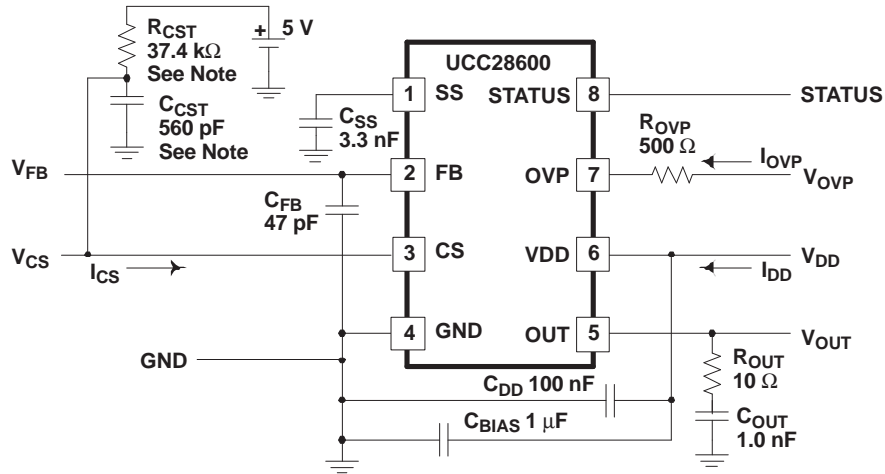 RCST
37.4 kΩ
See Note
+
5 V
CCST
560 pF
See Note
UCC28600
1
SS
STATUS
8
STATUS
CSS
3.3 nF
ROVP
500 Ω
IOVP
VFB
2
FB
OVP
7
VOVP
CFB
47 pF
VCS
3
CS
VDD
6
VDD
ICS
IDD
4
GND
OUT
5
VOUT
GND
ROUT
10 Ω
CDD 100 nF
CBIAS 1 μF
COUT
1.0 nF